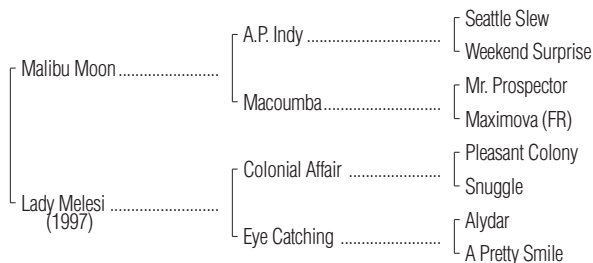 Seattle Slew
A.P. Indy ..............................
Weekend Surprise
Malibu Moon ......................
Mr. Prospector
Macoumba..........................
Maximova (FR)
Pleasant Colony
Colonial Affair ....................
Snuggle
Lady Melesi ........................
(1997)
Alydar
Eye Catching ......................
A Pretty Smile